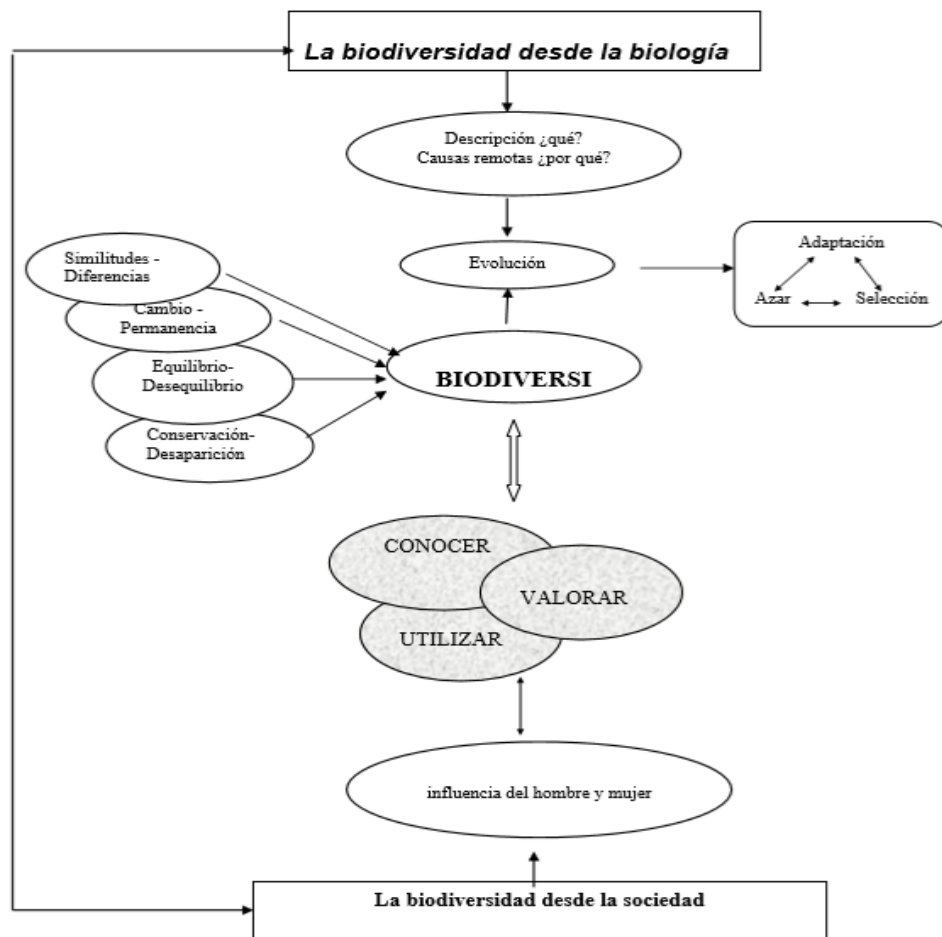 La biodiversidad desde la biología
Descripción ¿qué?
Causas remotas ¿por qué?
Evolución
Adaptación
Azar
Selección
Similitudes -
Diferencias
Cambio -
Permanencia
Equilibrio-
Desequilibrio
Conservación-
Desaparición
BIODIVERSI
CONOCER
VALORAR
UTILIZAR
influencia del hombre y mujer
La biodiversidad desde la sociedad